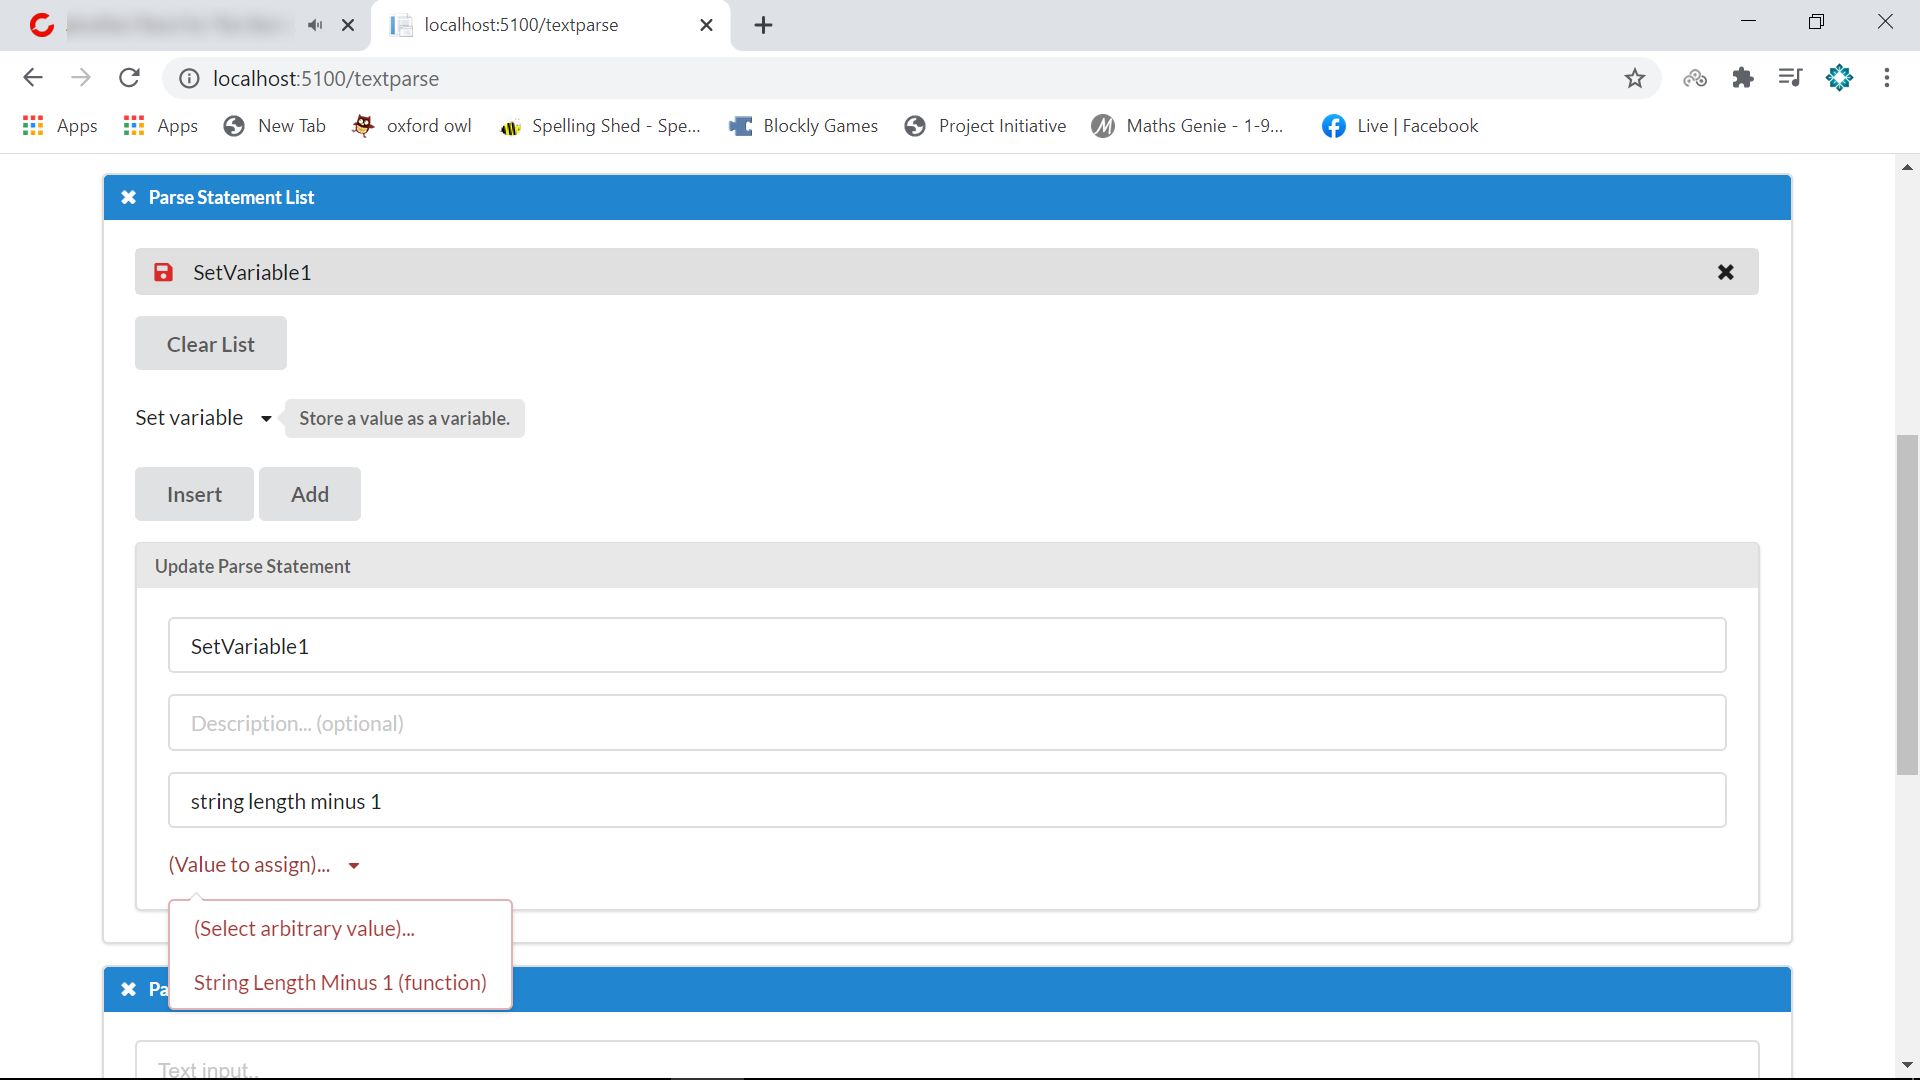 localhost:5100/textparse
localhost:5100/textparse
Apps Apps New Tab oxford owl Spelling Shed - Spe... Blockly Games Project Initiative Maths Genie - 1-9... Live | Facebook
Parse Statement List
SetVariable1
Clear List
Set variable Store a value as a variable.
Insert Add
Update Parse Statement
SetVariable1
Description... (optional)
string length minus 1
(Value to assign)...
(Select arbitrary value)...
String Length Minus 1 (function)
Pa
Text input..